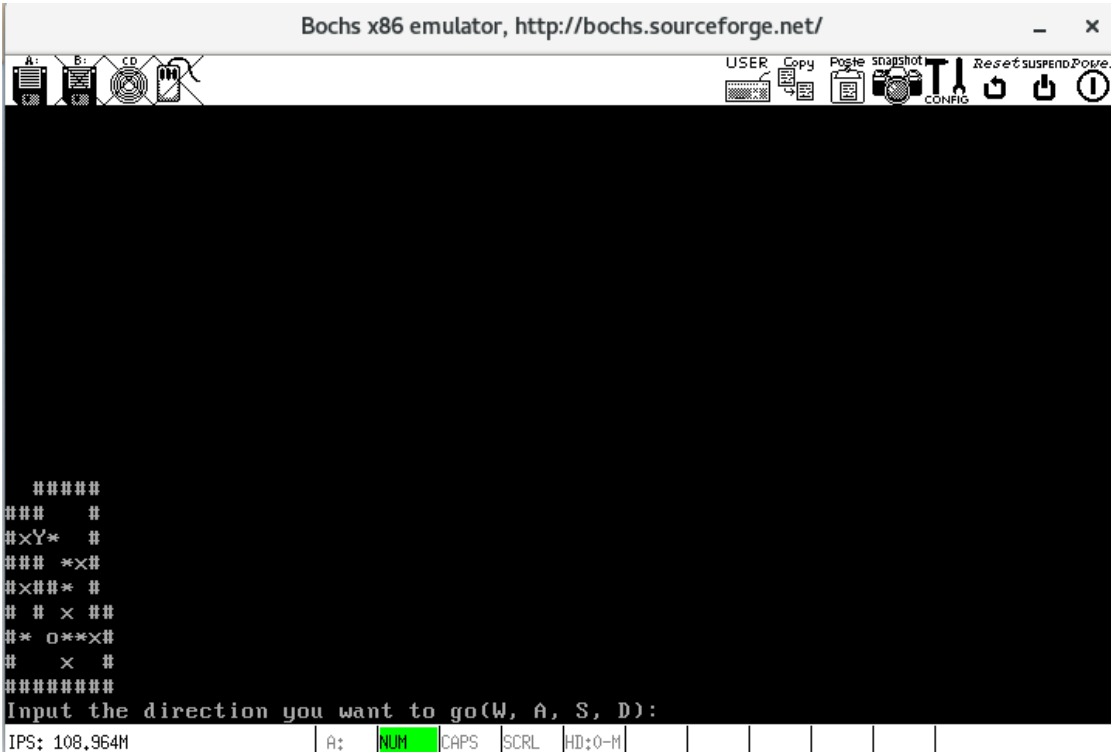 Bochs x86 emulator, http://bochs.sourceforge.net/
A: B: CD USER Copy Paste snapshot CONFIG Reset SUSPEND Power
  #####
###   #
#xY*  #
### *x#
#x##* #
# # x ##
#* o**x#
#   x  #
########
Input the direction you want to go(W, A, S, D):
IPS: 108.964M A: NUM CAPS SCRL HD:0-M